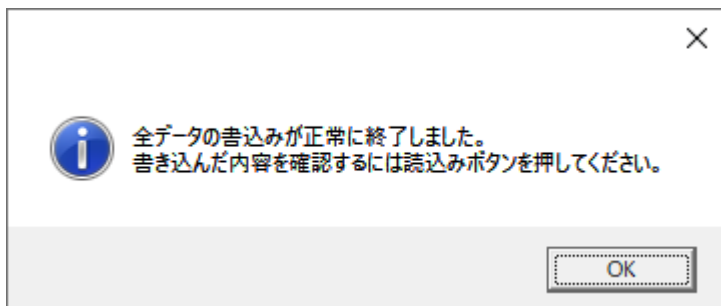 全データの書込みが正常に終了しました。
書き込んだ内容を確認するには読込みボタンを押してください。
OK